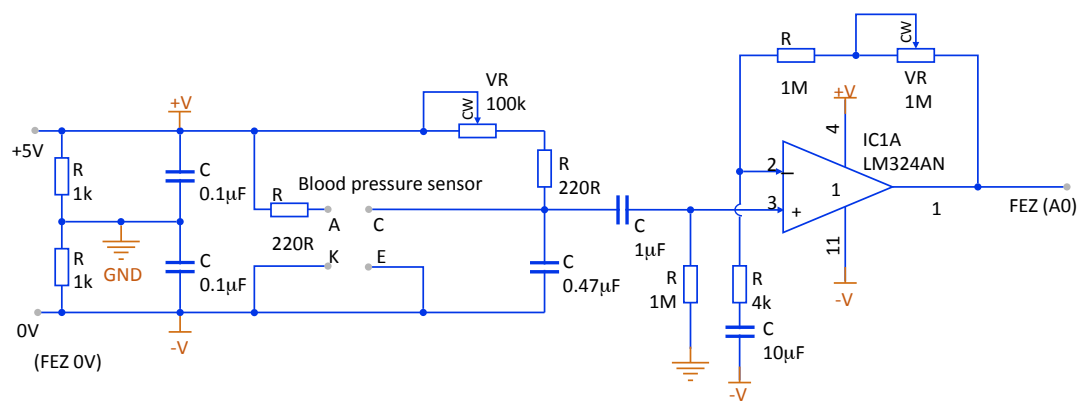 +5V
R
1k
R
1k
GND
0V
(FEZ 0V)
+V
C
0.1µF
C
0.1µF
-V
Blood pressure sensor
R
220R
A
C
K
E
VR
100k
CW
R
220R
C
0.47µF
C
1µF
R
1M
R
4k
C
10µF
-V
R
1M
CW
VR
1M
+V
4
IC1A
LM324AN
2
−
3
+
1
1
11
-V
FEZ (A0)